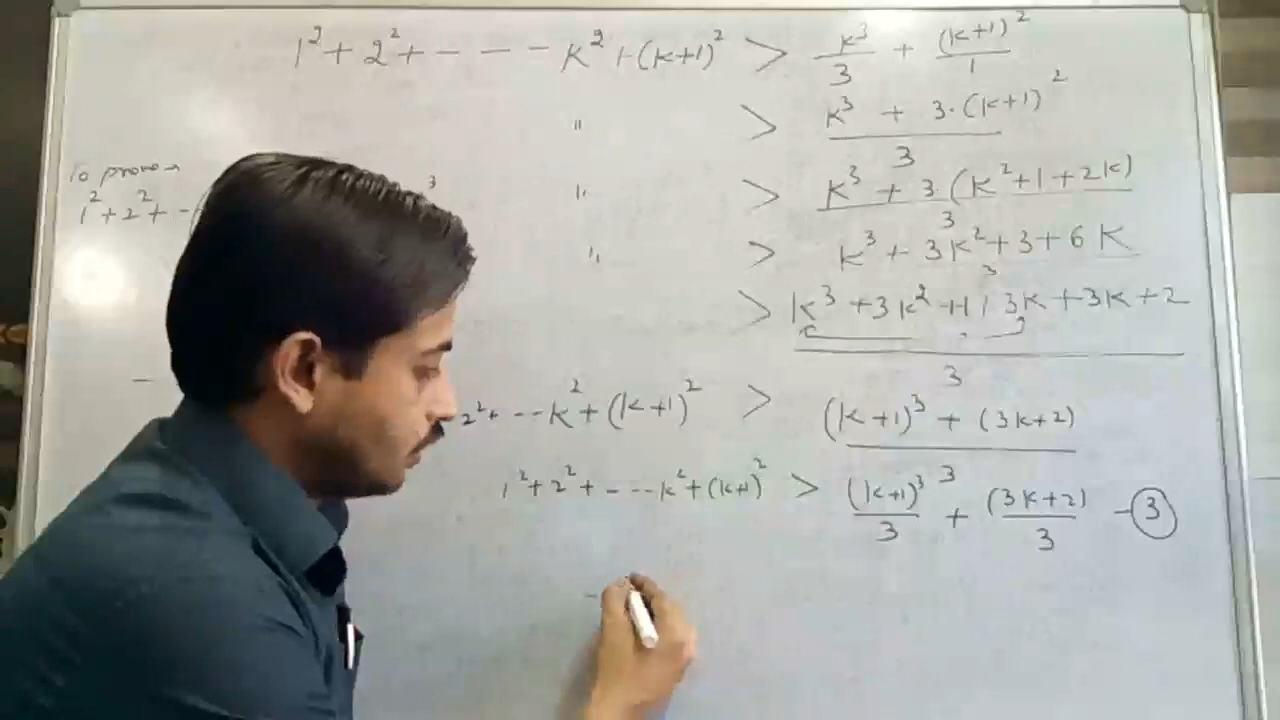 1² + 2² + - - - k² + (k+1)² > k³/3 + (k+1)²/1
" > (k³ + 3·(k+1)²)/3
To prove→
1² + 2² + - ( 3
" > (k³ + 3·(k²+1+2k))/3
" > (k³ + 3k² + 3 + 6k)/3
> (k³ + 3k² + 1 + 3k + 3k + 2)/3
2² + - - k² + (k+1)² > ((k+1)³ + (3k+2))/3
1² + 2² + - - - k² + (k+1)² > (k+1)³/3 + (3k+2)/3 - ③